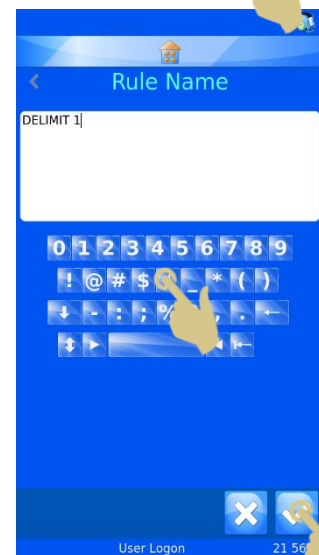 Rule Name
DELIMIT 1
0 1 2 3 4 5 6 7 8 9
! @ # $ _ * ( )
- : ; % , .
User Logon
21 56